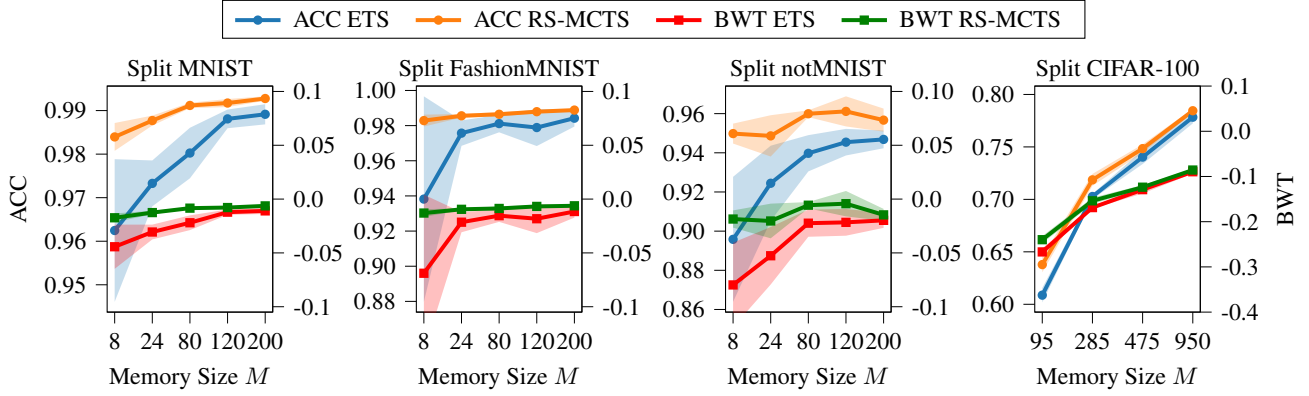 ACC ETS ACC RS-MCTS BWT ETS BWT RS-MCTS
Split MNIST
ACC
0.99
0.98
0.97
0.96
0.95
0.1
0.05
0.0
-0.05
-0.1
8 24 80 120 200
Memory Size M
Split FashionMNIST
1.00
0.98
0.96
0.94
0.92
0.90
0.88
0.1
0.05
0.0
-0.05
-0.1
8 24 80 120 200
Memory Size M
Split notMNIST
0.96
0.94
0.92
0.90
0.88
0.86
0.10
0.05
0.0
-0.05
-0.1
8 24 80 120 200
Memory Size M
Split CIFAR-100
0.80
0.75
0.70
0.65
0.60
0.1
0.0
-0.1
-0.2
-0.3
-0.4
BWT
95 285 475 950
Memory Size M